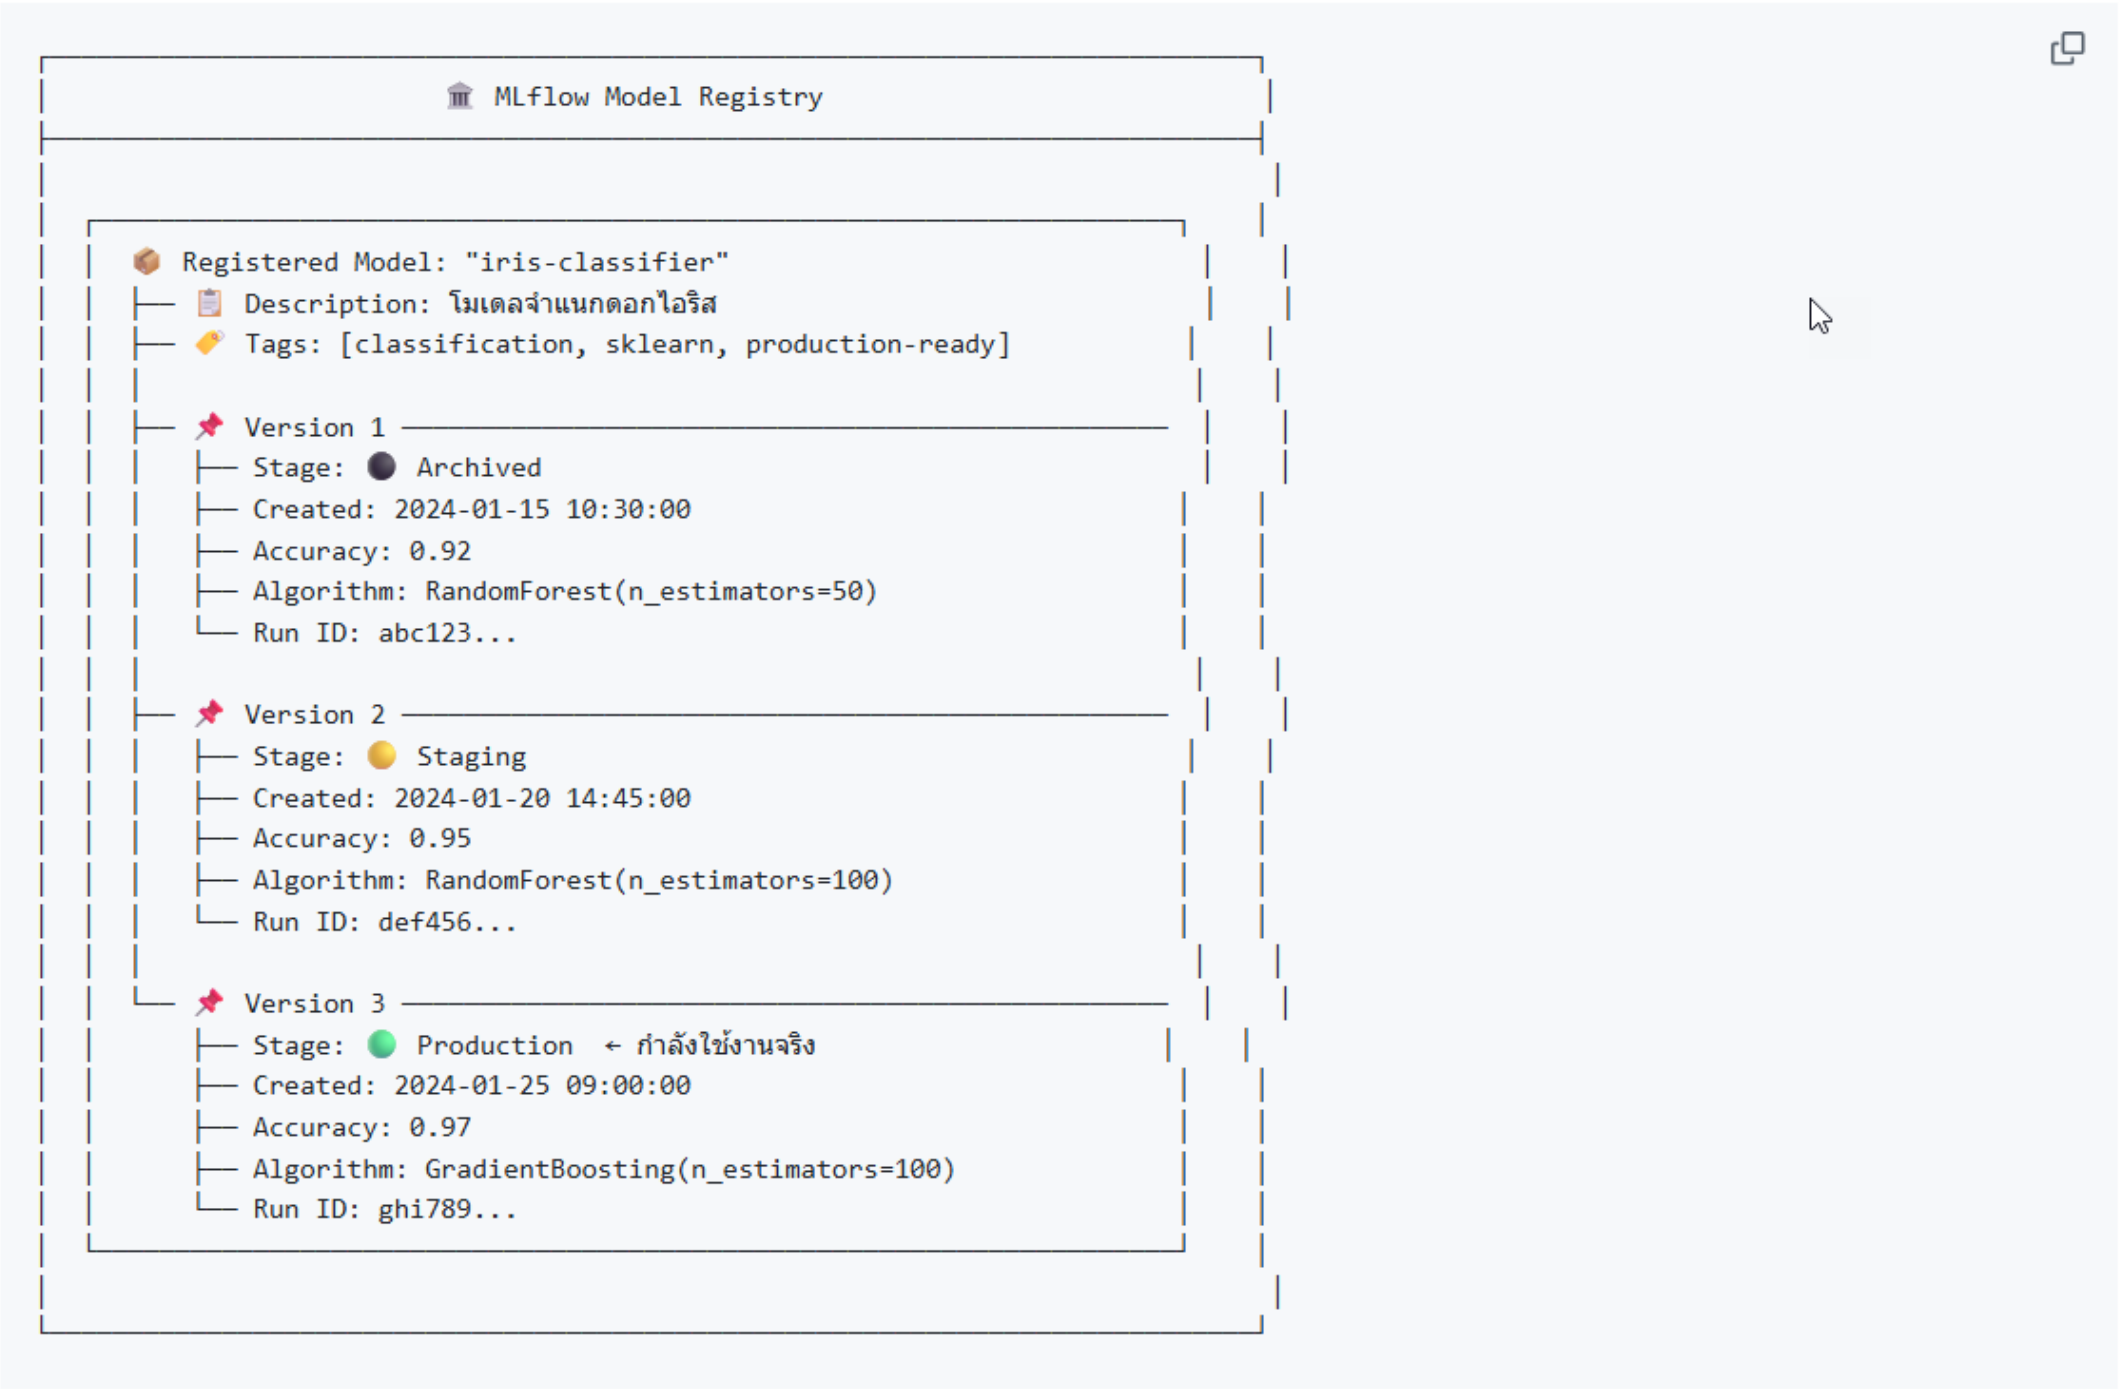 🏛️ MLflow Model Registry
📦 Registered Model: "iris-classifier"
├── 📋 Description: โมเดลจำแนกดอกไอริส
├── 🏷️ Tags: [classification, sklearn, production-ready]
├── 📌 Version 1 ─────────────────────────────────────────────────
├── Stage: ⚫ Archived
├── Created: 2024-01-15 10:30:00
├── Accuracy: 0.92
├── Algorithm: RandomForest(n_estimators=50)
└── Run ID: abc123...
├── 📌 Version 2 ─────────────────────────────────────────────────
├── Stage: 🟡 Staging
├── Created: 2024-01-20 14:45:00
├── Accuracy: 0.95
├── Algorithm: RandomForest(n_estimators=100)
└── Run ID: def456...
└── 📌 Version 3 ─────────────────────────────────────────────────
├── Stage: 🟢 Production ← กำลังใช้งานจริง
├── Created: 2024-01-25 09:00:00
├── Accuracy: 0.97
├── Algorithm: GradientBoosting(n_estimators=100)
└── Run ID: ghi789...